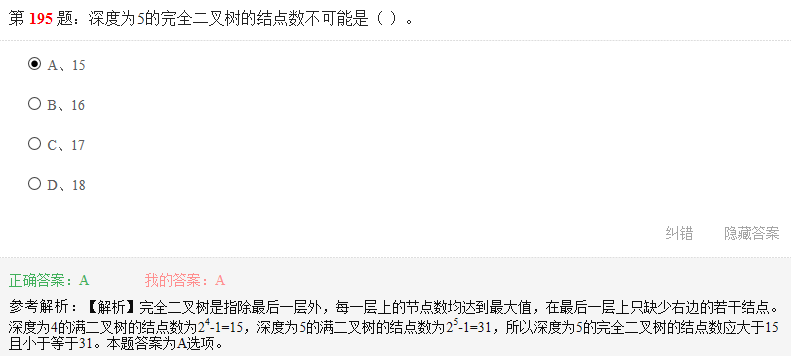 第 195 题：深度为5的完全二叉树的结点数不可能是（ ）。
A、15
B、16
C、17
D、18
纠错 隐藏答案
正确答案：A 我的答案：A
参考解析：【解析】完全二叉树是指除最后一层外，每一层上的节点数均达到最大值，在最后一层上只缺少右边的若干结点。
深度为4的满二叉树的结点数为2⁴-1=15，深度为5的满二叉树的结点数为2⁵-1=31，所以深度为5的完全二叉树的结点数应大于15
且小于等于31。本题答案为A选项。